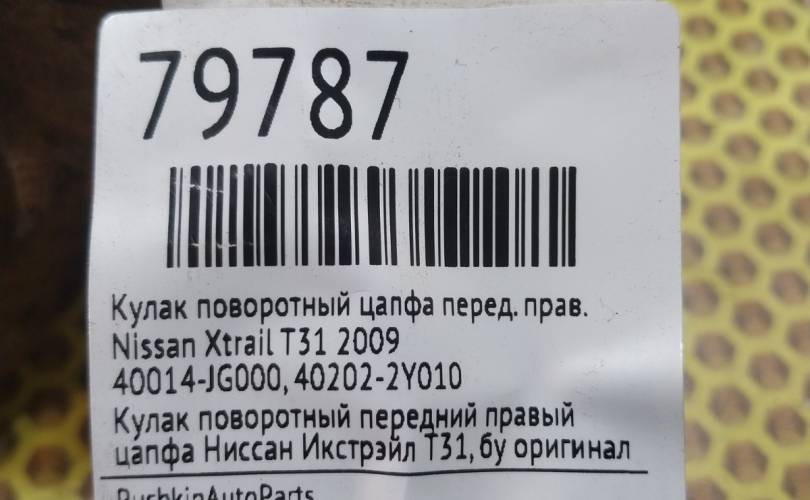 79787
Кулак поворотный цапфа перед. прав.
Nissan Xtrail T31 2009
40014-JG000, 40202-2Y010
Кулак поворотный передний правый
цапфа Ниссан Икстрэйл Т31, бу оригинал
PushkinAutoParts